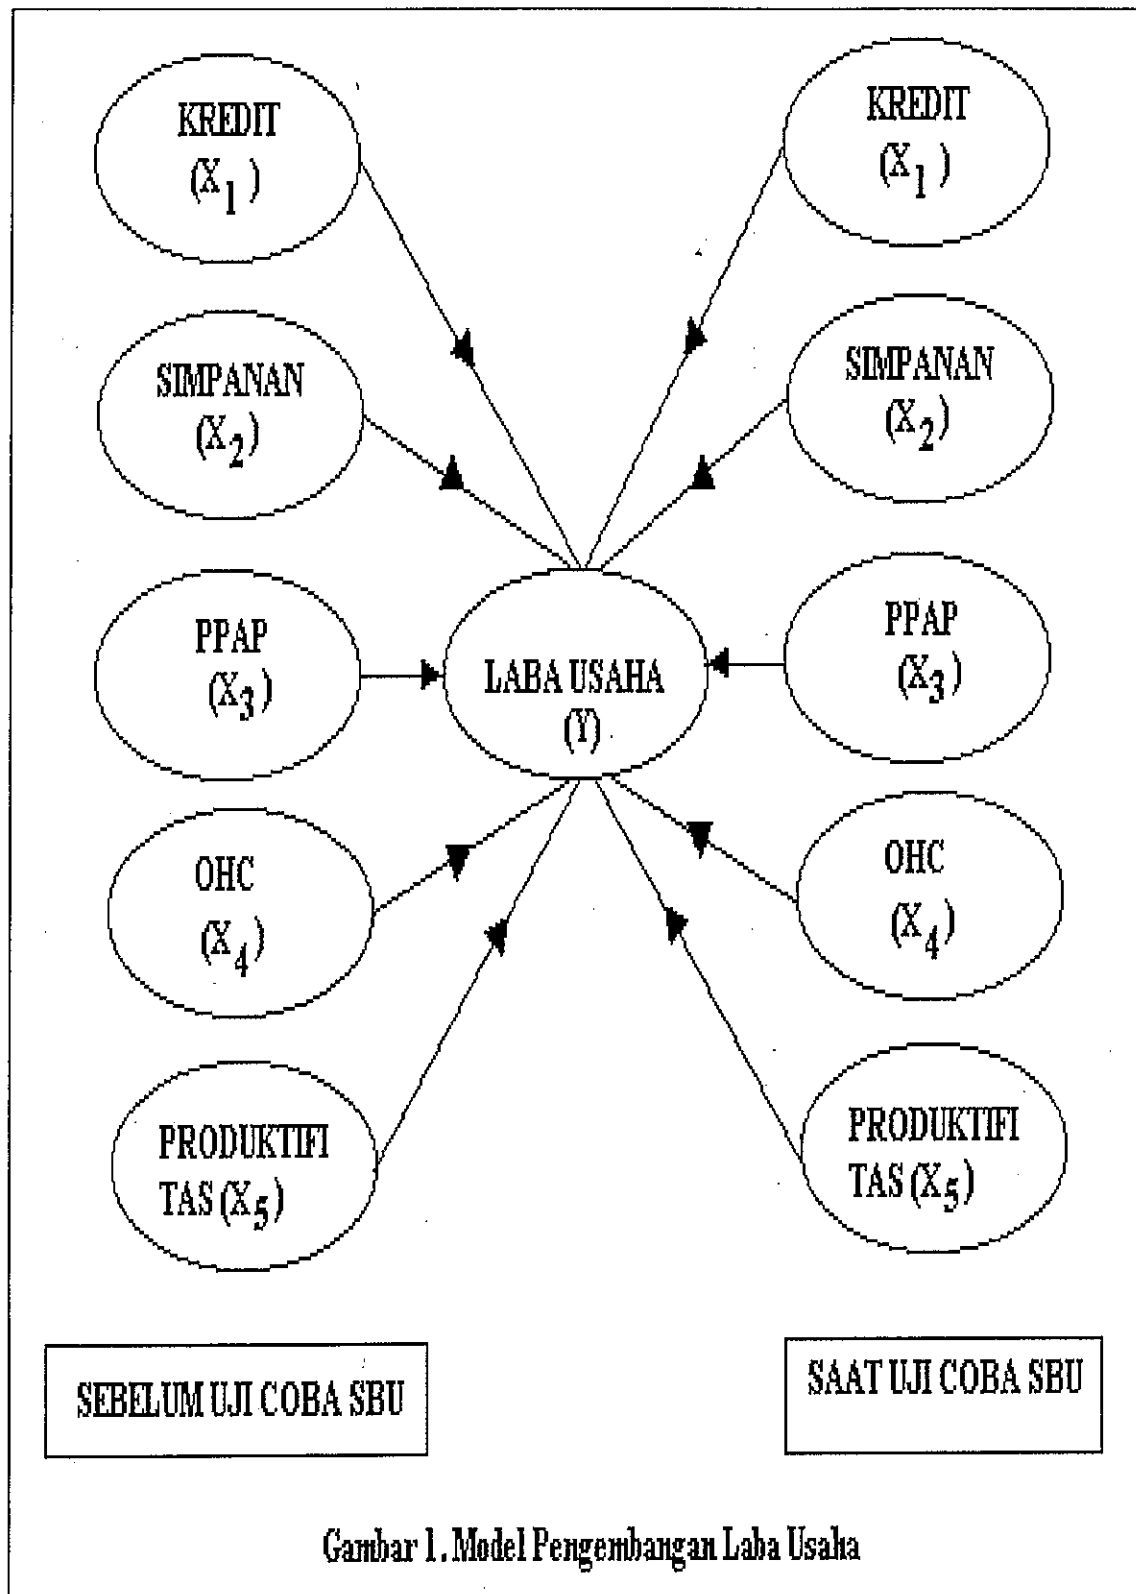 KREDIT
(X1)
SIMPANAN
(X2)
PPAP
(X3)
OHC
(X4)
PRODUKTIFI
TAS (X5)
LABA USAHA
(Y)
KREDIT
(X1)
SIMPANAN
(X2)
PPAP
(X3)
OHC
(X4)
PRODUKTIFI
TAS (X5)
SEBELUM UJI COBA SBU
SAAT UJI COBA SBU
Gambar 1. Model Pengembangan Laba Usaha